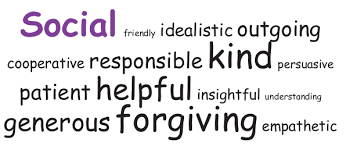 Social friendly idealistic outgoing
cooperative responsible kind persuasive
patient helpful insightful understanding
generous forgiving empathetic